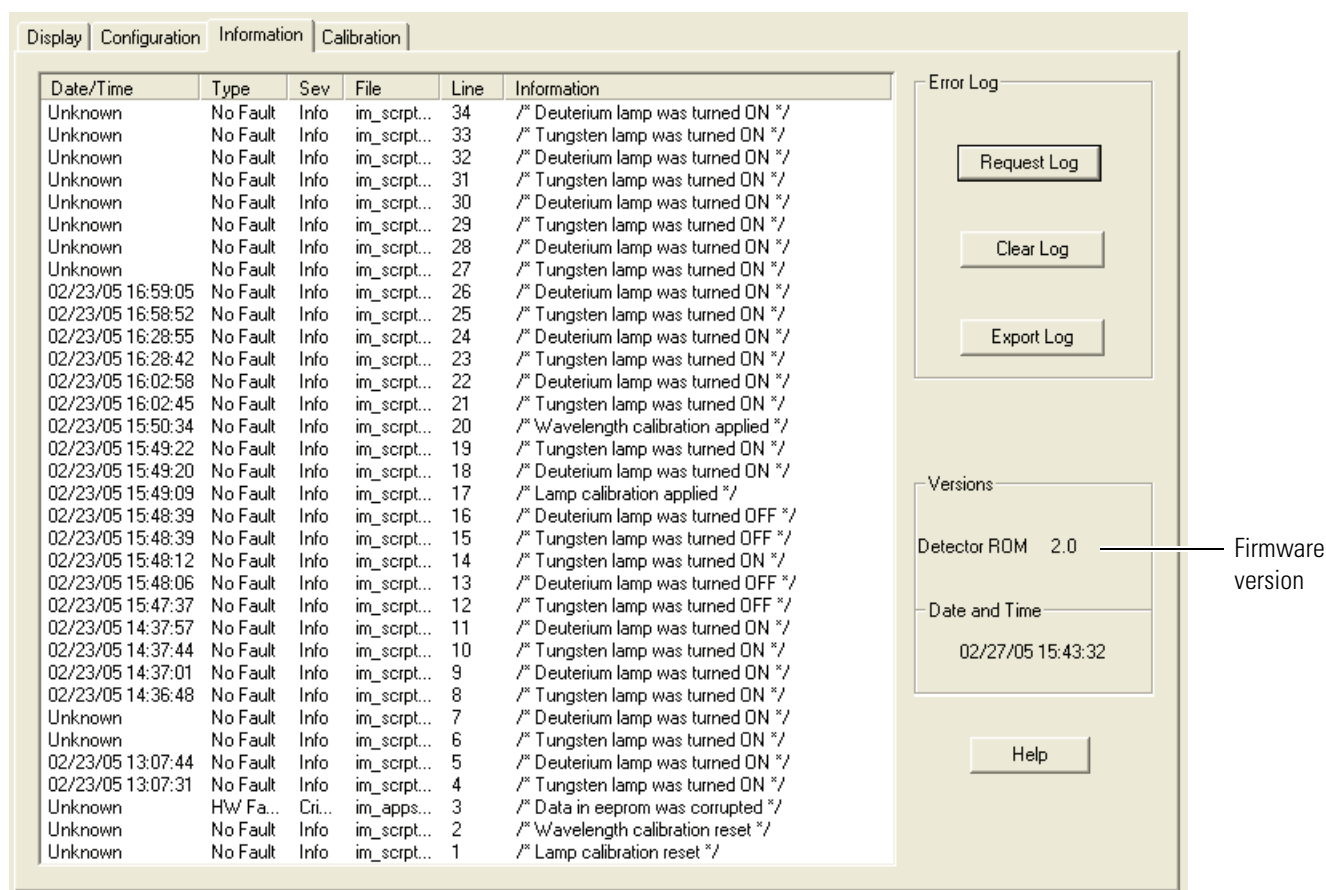 Display Configuration Information Calibration
Date/Time Type Sev File Line Information
Unknown No Fault Info im_scrpt... 34 /* Deuterium lamp was turned ON */
Unknown No Fault Info im_scrpt... 33 /* Tungsten lamp was turned ON */
Unknown No Fault Info im_scrpt... 32 /* Deuterium lamp was turned ON */
Unknown No Fault Info im_scrpt... 31 /* Tungsten lamp was turned ON */
Unknown No Fault Info im_scrpt... 30 /* Deuterium lamp was turned ON */
Unknown No Fault Info im_scrpt... 29 /* Tungsten lamp was turned ON */
Unknown No Fault Info im_scrpt... 28 /* Deuterium lamp was turned ON */
Unknown No Fault Info im_scrpt... 27 /* Tungsten lamp was turned ON */
02/23/05 16:59:05 No Fault Info im_scrpt... 26 /* Deuterium lamp was turned ON */
02/23/05 16:58:52 No Fault Info im_scrpt... 25 /* Tungsten lamp was turned ON */
02/23/05 16:28:55 No Fault Info im_scrpt... 24 /* Deuterium lamp was turned ON */
02/23/05 16:28:42 No Fault Info im_scrpt... 23 /* Tungsten lamp was turned ON */
02/23/05 16:02:58 No Fault Info im_scrpt... 22 /* Deuterium lamp was turned ON */
02/23/05 16:02:45 No Fault Info im_scrpt... 21 /* Tungsten lamp was turned ON */
02/23/05 15:50:34 No Fault Info im_scrpt... 20 /* Wavelength calibration applied */
02/23/05 15:49:22 No Fault Info im_scrpt... 19 /* Tungsten lamp was turned ON */
02/23/05 15:49:20 No Fault Info im_scrpt... 18 /* Deuterium lamp was turned ON */
02/23/05 15:49:09 No Fault Info im_scrpt... 17 /* Lamp calibration applied */
02/23/05 15:48:39 No Fault Info im_scrpt... 16 /* Deuterium lamp was turned OFF */
02/23/05 15:48:39 No Fault Info im_scrpt... 15 /* Tungsten lamp was turned OFF */
02/23/05 15:48:12 No Fault Info im_scrpt... 14 /* Tungsten lamp was turned ON */
02/23/05 15:48:06 No Fault Info im_scrpt... 13 /* Deuterium lamp was turned OFF */
02/23/05 15:47:37 No Fault Info im_scrpt... 12 /* Tungsten lamp was turned OFF */
02/23/05 14:37:57 No Fault Info im_scrpt... 11 /* Deuterium lamp was turned ON */
02/23/05 14:37:44 No Fault Info im_scrpt... 10 /* Tungsten lamp was turned ON */
02/23/05 14:37:01 No Fault Info im_scrpt... 9 /* Deuterium lamp was turned ON */
02/23/05 14:36:48 No Fault Info im_scrpt... 8 /* Tungsten lamp was turned ON */
Unknown No Fault Info im_scrpt... 7 /* Deuterium lamp was turned ON */
Unknown No Fault Info im_scrpt... 6 /* Tungsten lamp was turned ON */
02/23/05 13:07:44 No Fault Info im_scrpt... 5 /* Deuterium lamp was turned ON */
02/23/05 13:07:31 No Fault Info im_scrpt... 4 /* Tungsten lamp was turned ON */
Unknown HW Fa... Cri... im_apps... 3 /* Data in eeprom was corrupted */
Unknown No Fault Info im_scrpt... 2 /* Wavelength calibration reset */
Unknown No Fault Info im_scrpt... 1 /* Lamp calibration reset */
Error Log
Request Log
Clear Log
Export Log
Versions
Detector ROM 2.0
Date and Time
02/27/05 15:43:32
Help
Firmware
version